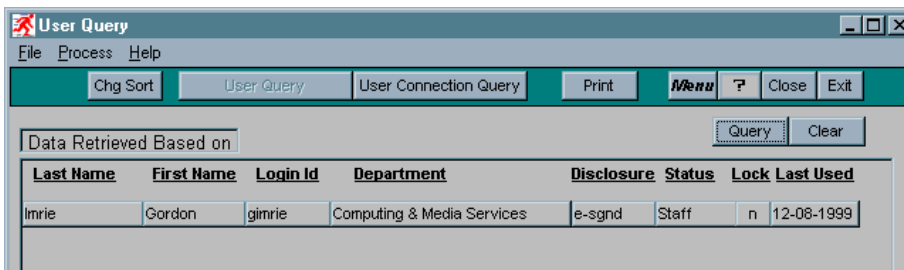 User Query
File Process Help
Chg Sort User Query User Connection Query Print Menu ? Close Exit
Query Clear
Data Retrieved Based on
Last Name First Name Login Id Department Disclosure Status Lock Last Used
Imrie Gordon gimrie Computing & Media Services e-sgnd Staff n 12-08-1999